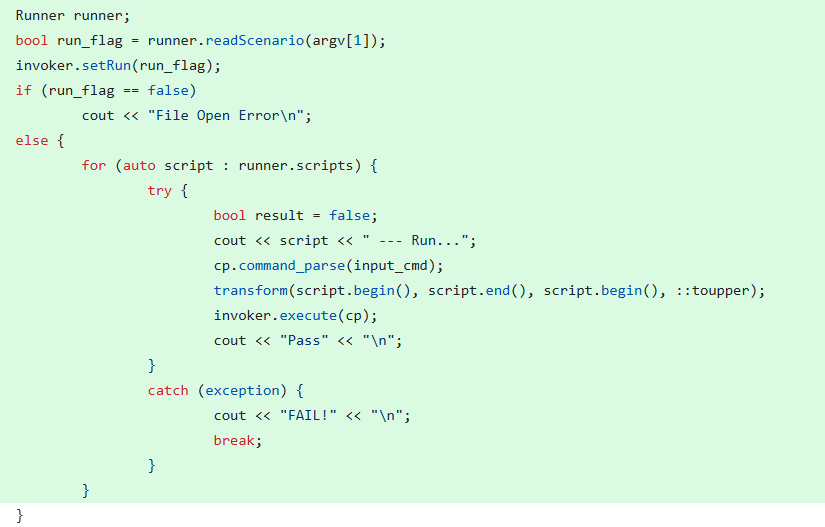 Runner runner;
bool run_flag = runner.readScenario(argv[1]);
invoker.setRun(run_flag);
if (run_flag == false)
        cout << "File Open Error\n";
else {
        for (auto script : runner.scripts) {
                try {
                        bool result = false;
                        cout << script << " --- Run...";
                        cp.command_parse(input_cmd);
                        transform(script.begin(), script.end(), script.begin(), ::toupper);
                        invoker.execute(cp);
                        cout << "Pass" << "\n";
                }
                catch (exception) {
                        cout << "FAIL!" << "\n";
                        break;
                }
        }
}